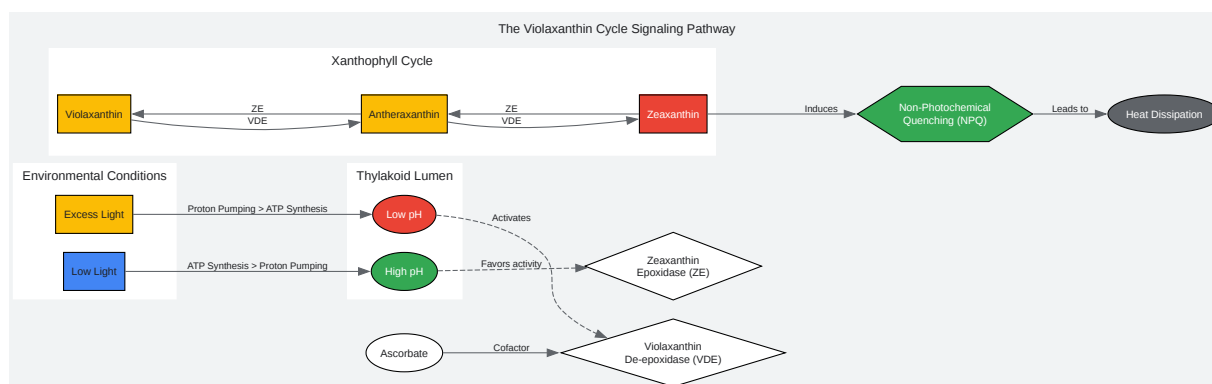 The Violaxanthin Cycle Signaling Pathway
Xanthophyll Cycle
Violaxanthin
ZE
VDE
Antheraxanthin
ZE
VDE
Zeaxanthin
Induces
Non-Photochemical
Quenching (NPQ)
Leads to
Heat Dissipation
Environmental Conditions
Thylakoid Lumen
Excess Light
Proton Pumping > ATP Synthesis
Low pH
Activates
Low Light
ATP Synthesis > Proton Pumping
High pH
Favors activity
Zeaxanthin
Epoxidase (ZE)
Ascorbate
Cofactor
Violaxanthin
De-epoxidase (VDE)